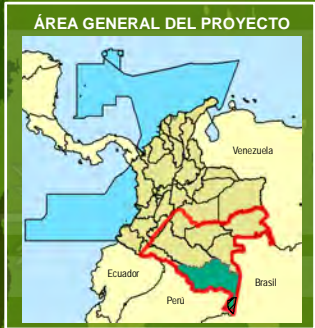 ÁREA GENERAL DEL PROYECTO
Venezuela
Ecuador
Brasil
Perú